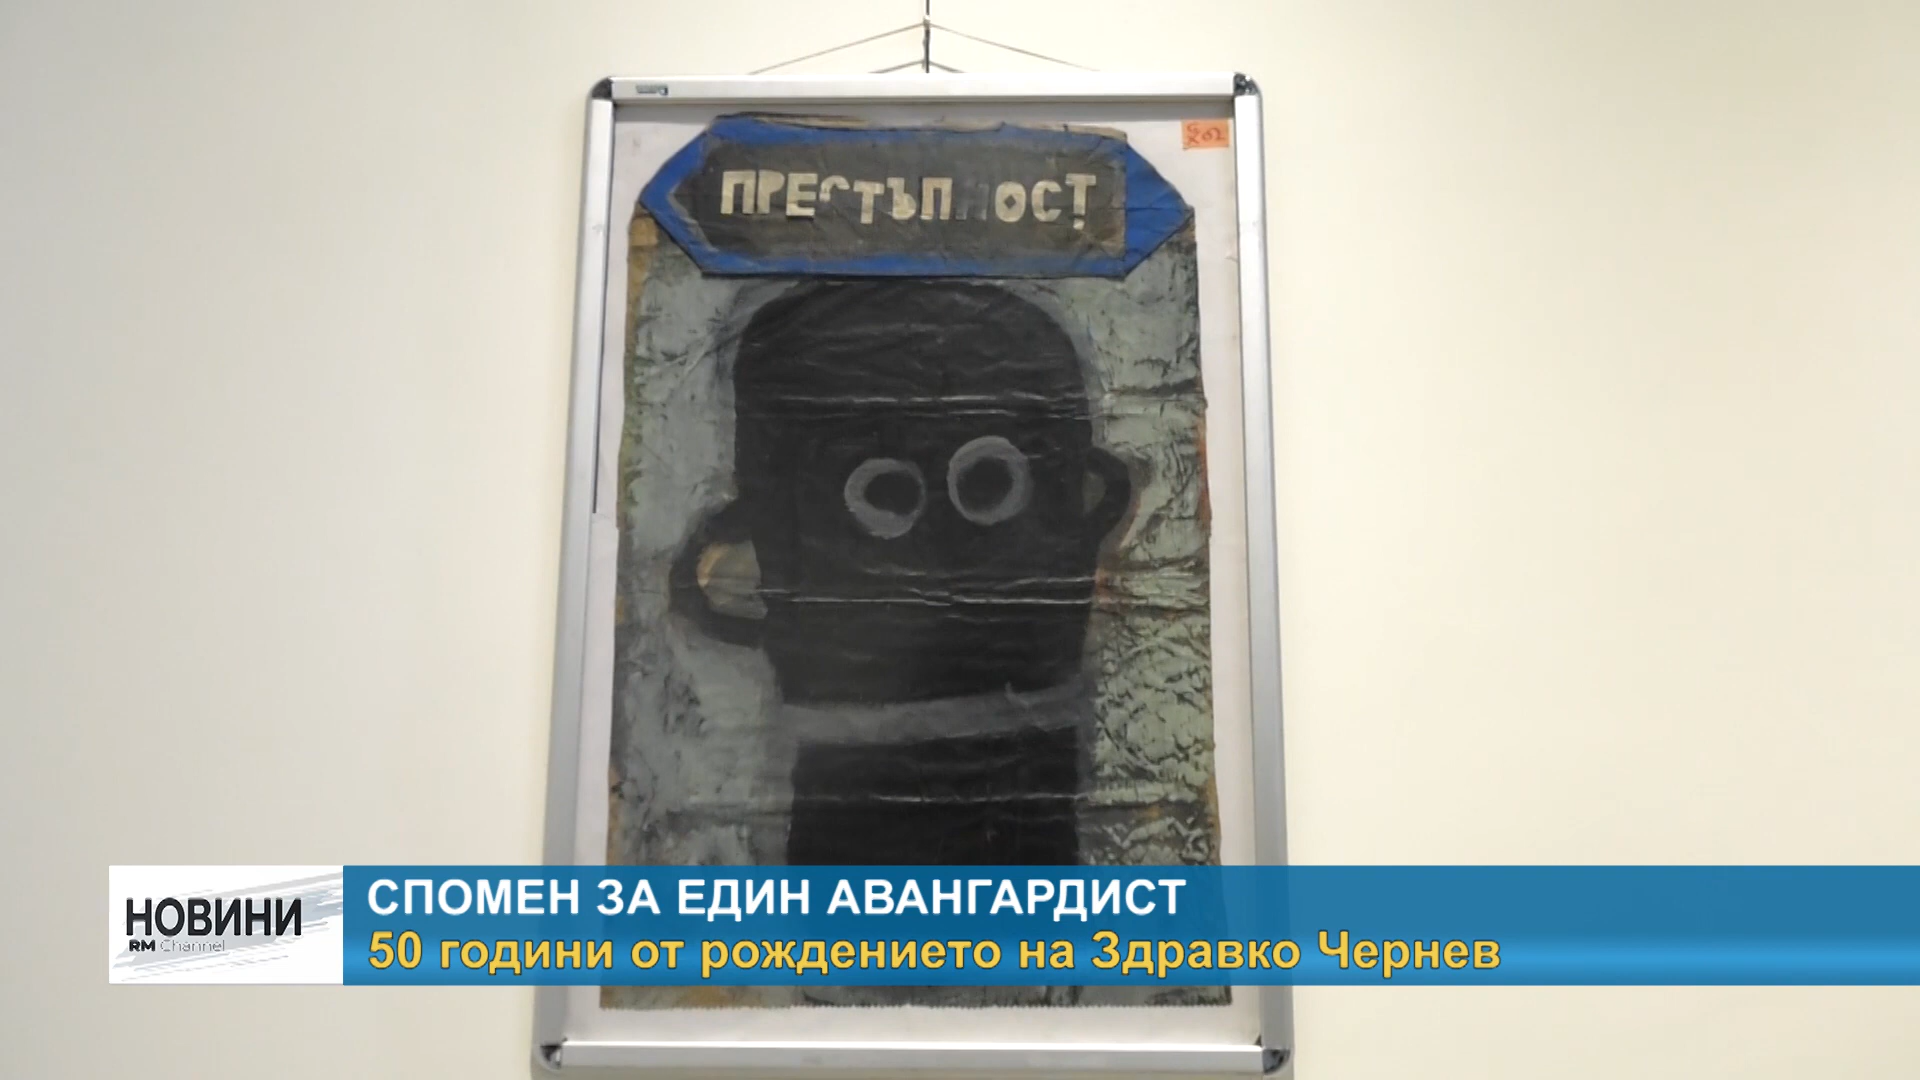 ПРЕСТЪПНОСТ
СПОМЕН ЗА ЕДИН АВАНГАРДИСТ
50 години от рождението на Здравко Чернев
НОВИНИ
RM Channel